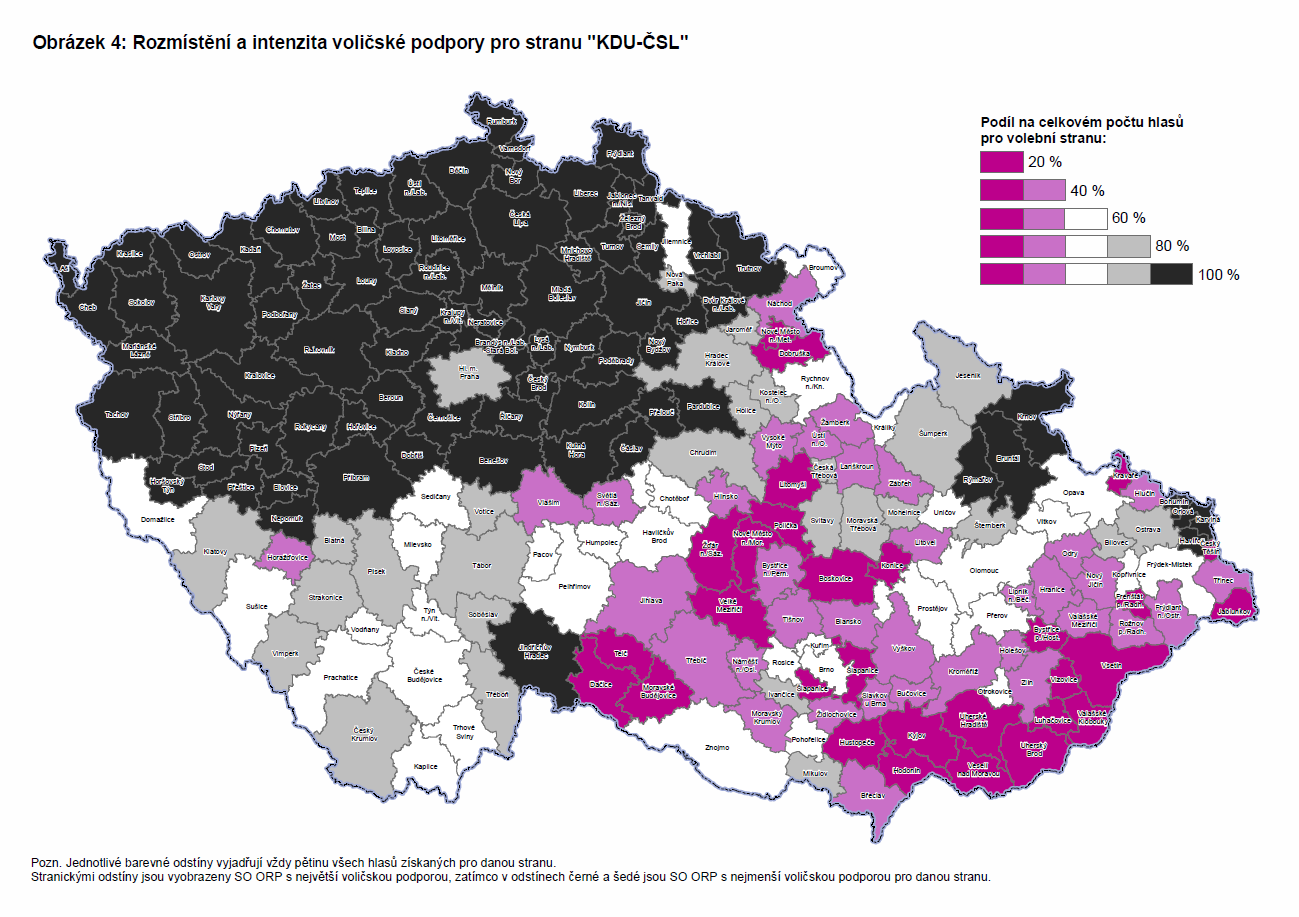 Obrázek 4: Rozmístění a intenzita voličské podpory pro stranu "KDU-ČSL"
Podíl na celkovém počtu hlasů
pro volební stranu:
20 %
40 %
60 %
80 %
100 %
Rumburk
Varnsdorf
Frýdlant
Děčín
Nový
Bor
Ústí
n./Lab.
Teplice
Liberec
Jablonec
n./Nis.
Tanvald
Litvínov
Česká
Lípa
Železný
Brod
Chomutov
Most
Bílina
Litoměřice
Lovosice
Jilemnice
Turnov
Semily
Mnichovo
Hradiště
Vrchlabí
Trutnov
Broumov
Kraslice
Ostrov
Kadaň
Aš
Roudnice
n./Lab.
Nová
Paka
Žatec
Louny
Mělník
Mladá
Boleslav
Cheb
Sokolov
Karlovy
Vary
Podbořany
Slaný
Kralupy
n./Vlt.
Neratovice
Jičín
Dvůr Králové
n./Lab.
Náchod
Hořice
Jaroměř
Nové Město
n./Met.
Dobruška
Mariánské
Lázně
Rakovník
Kladno
Brandýs n./Lab.
Stará Bol.
Lysá
n./Lab.
Nymburk
Poděbrady
Nový
Bydžov
Hradec
Králové
Kralovice
Hl. m.
Praha
Český
Brod
Rychnov
n./Kn.
Jeseník
Beroun
Kolín
Kostelec
n./O.
Tachov
Stříbro
Nýřany
Rokycany
Hořovice
Černošice
Říčany
Přelouč
Pardubice
Holice
Žamberk
Králíky
Šumperk
Krnov
Plzeň
Dobříš
Benešov
Kutná
Hora
Čáslav
Chrudim
Vysoké
Mýto
Ústí
n./O.
Bruntál
Stod
Příbram
Česká
Třebová
Lanškroun
Zábřeh
Rýmařov
Horšovský
Týn
Přeštice
Blovice
Litomyšl
Kravaře
Hlučín
Opava
Domažlice
Nepomuk
Sedlčany
Votice
Vlašim
Světlá
n./Sáz.
Chotěboř
Hlinsko
Polička
Svitavy
Moravská
Třebová
Mohelnice
Uničov
Šternberk
Vítkov
Bohumín
Orlová
Karviná
Ostrava
Bílovec
Český
Těšín
Klatovy
Horažďovice
Blatná
Milevsko
Tábor
Pacov
Humpolec
Havlíčkův
Brod
Žďár
n./Sáz.
Nové Město
n./Mor.
Litovel
Odry
Pelhřimov
Bystřice
n./Pern.
Boskovice
Konice
Olomouc
Nový
Jičín
Kopřivnice
Frýdek-Místek
Třinec
Písek
Strakonice
Sušice
Soběslav
Jihlava
Velké
Meziříčí
Tišnov
Blansko
Prostějov
Přerov
Lipník
n./Beč.
Hranice
Frenštát
p./Radh.
Frýdlant
n./Ostr.
Jablunkov
Vodňany
Týn
n./Vlt.
Vimperk
Jindřichův
Hradec
Telč
Třebíč
Náměšť
n./Osl.
Rosice
Kuřim
Brno
Šlapanice
Šlapanice
Vyškov
Valašské
Meziříčí
Rožnov
p./Radh.
Bystřice
p./Host.
Holešov
Vsetín
Prachatice
České
Budějovice
Třeboň
Dačice
Moravské
Budějovice
Ivančice
Slavkov
u Brna
Bučovice
Kroměříž
Otrokovice
Zlín
Vizovice
Český
Krumlov
Trhové
Sviny
Kaplice
Moravský
Krumlov
Židlochovice
Pohořelice
Znojmo
Hustopeče
Kyjov
Uherské
Hradiště
Luhačovice
Valašské
Klobouky
Uherský
Brod
Hodonín
Veselí
nad Moravou
Mikulov
Břeclav
Pozn. Jednotlivé barevné odstíny vyjadřují vždy pětinu všech hlasů získaných pro danou stranu.
Stranickými odstíny jsou vyobrazeny SO ORP s největší voličskou podporou, zatímco v odstínech černé a šedé jsou SO ORP s nejmenší voličskou podporou pro danou stranu.